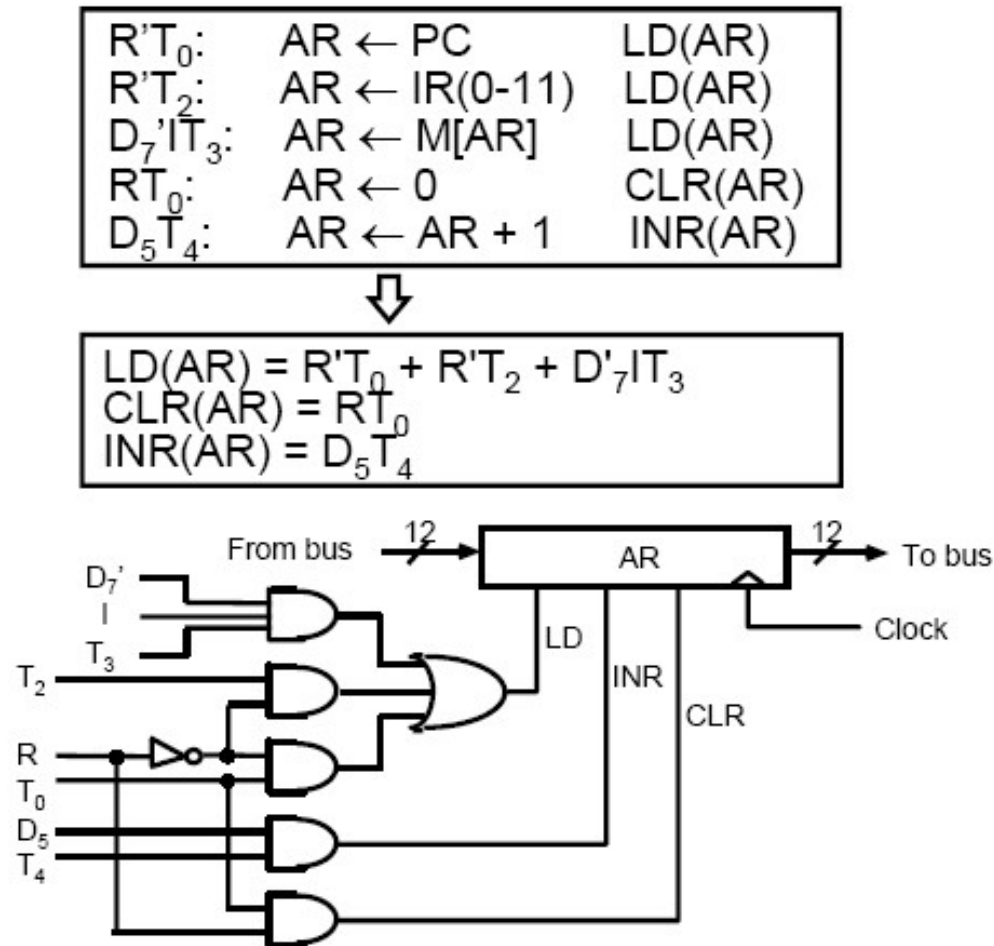 R'T₀: AR ← PC LD(AR)
R'T₂: AR ← IR(0-11) LD(AR)
D₇'IT₃: AR ← M[AR] LD(AR)
RT₀: AR ← 0 CLR(AR)
D₅T₄: AR ← AR + 1 INR(AR)
LD(AR) = R'T₀ + R'T₂ + D'₇IT₃
CLR(AR) = RT₀
INR(AR) = D₅T₄
From bus 12 AR 12 To bus
D₇'
I
T₃
T₂
R
T₀
D₅
T₄
LD
INR
CLR
Clock